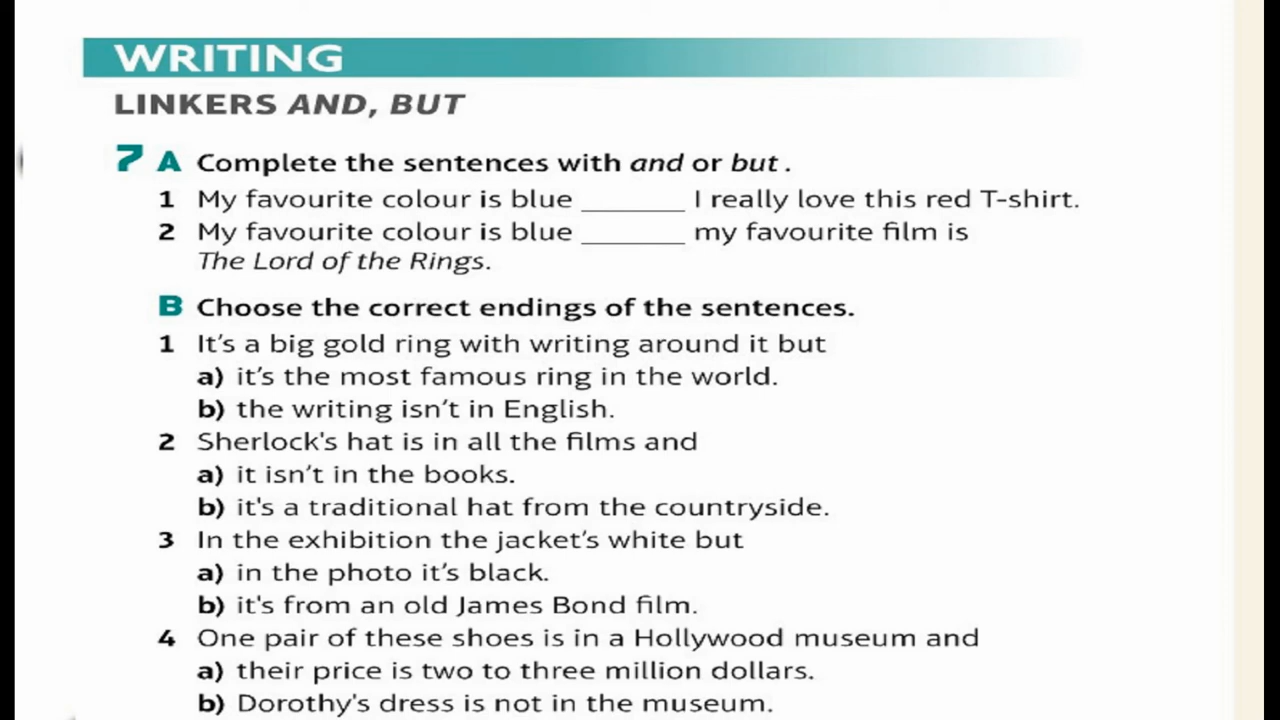 WRITING
LINKERS AND, BUT
7 A Complete the sentences with and or but .
1 My favourite colour is blue ________ I really love this red T-shirt.
2 My favourite colour is blue ________ my favourite film is
The Lord of the Rings.
B Choose the correct endings of the sentences.
1 It's a big gold ring with writing around it but
a) it's the most famous ring in the world.
b) the writing isn't in English.
2 Sherlock's hat is in all the films and
a) it isn't in the books.
b) it's a traditional hat from the countryside.
3 In the exhibition the jacket's white but
a) in the photo it's black.
b) it's from an old James Bond film.
4 One pair of these shoes is in a Hollywood museum and
a) their price is two to three million dollars.
b) Dorothy's dress is not in the museum.